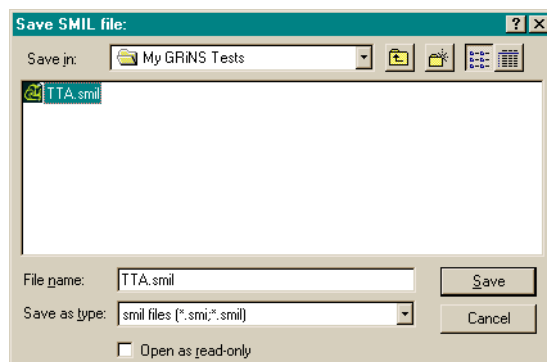 Save SMIL file:
Save in: My GRiNS Tests
TTA.smil
File name: TTA.smil Save
Save as type: smil files (*.smi;*.smil) Cancel
Open as read-only